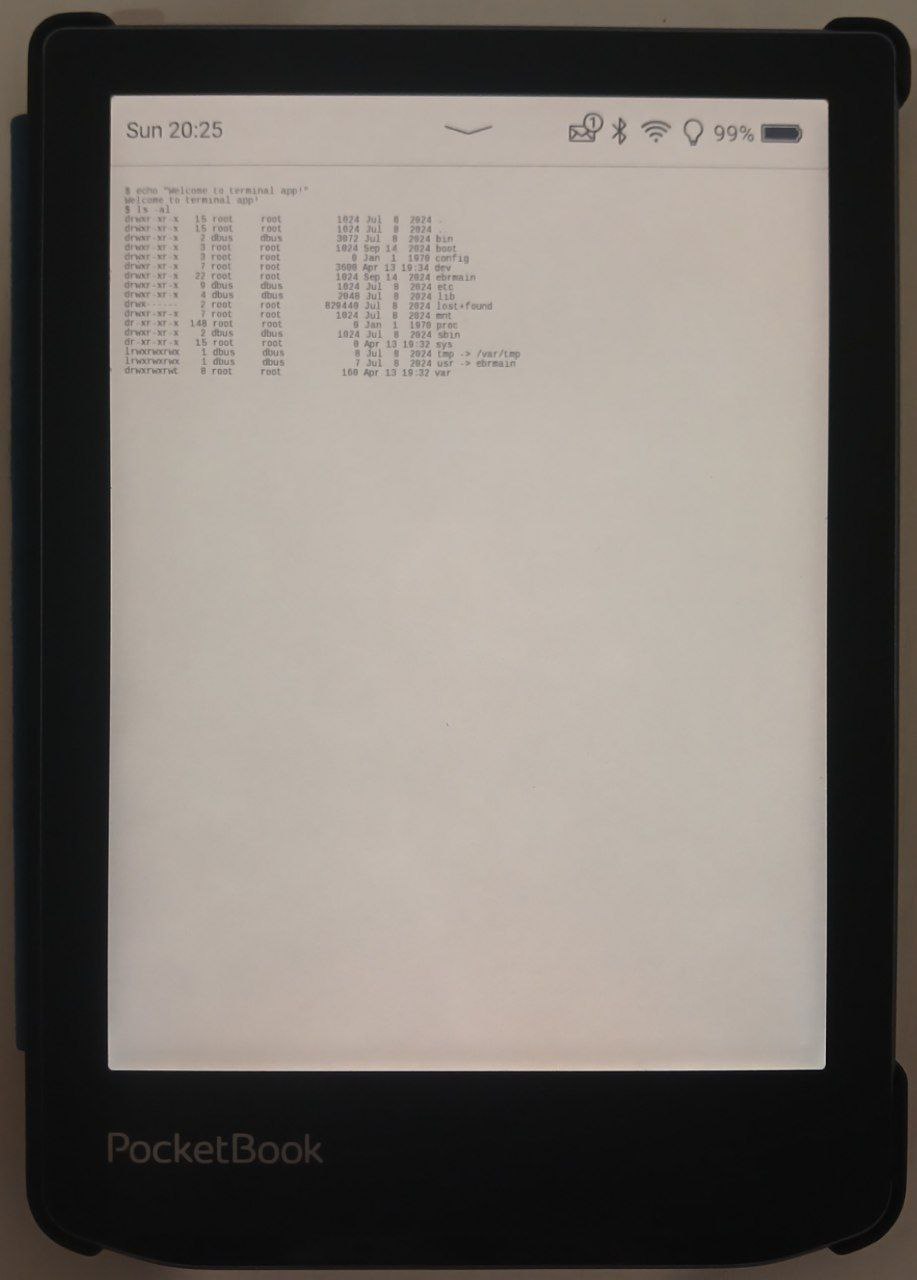 Sun 20:25
1
99%
$ echo "Welcome to terminal app!"
Welcome to terminal app!
$ ls -al
drwxr-xr-x 15 root root 1024 Jul 8 2024 .
drwxr-xr-x 15 root root 1024 Jul 8 2024 ..
drwxr-xr-x 2 dbus dbus 3072 Jul 8 2024 bin
drwxr-xr-x 3 root root 1024 Sep 14 2024 boot
drwxr-xr-x 3 root root 0 Jan 1 1970 config
drwxr-xr-x 7 root root 3600 Apr 13 19:34 dev
drwxr-xr-x 22 root root 1024 Sep 14 2024 ebrmain
drwxr-xr-x 9 dbus dbus 1024 Jul 8 2024 etc
drwxr-xr-x 4 dbus dbus 2048 Jul 8 2024 lib
drwx------ 2 root root 829440 Jul 8 2024 lost+found
drwxr-xr-x 7 root root 1024 Jul 8 2024 mnt
dr-xr-xr-x 148 root root 0 Jan 1 1970 proc
drwxr-xr-x 2 dbus dbus 1024 Jul 8 2024 sbin
dr-xr-xr-x 15 root root 0 Apr 13 19:32 sys
lrwxrwxrwx 1 dbus dbus 8 Jul 8 2024 tmp -> /var/tmp
lrwxrwxrwx 1 dbus dbus 7 Jul 8 2024 usr -> ebrmain
drwxrwxrwt 8 root root 160 Apr 13 19:32 var
PocketBook